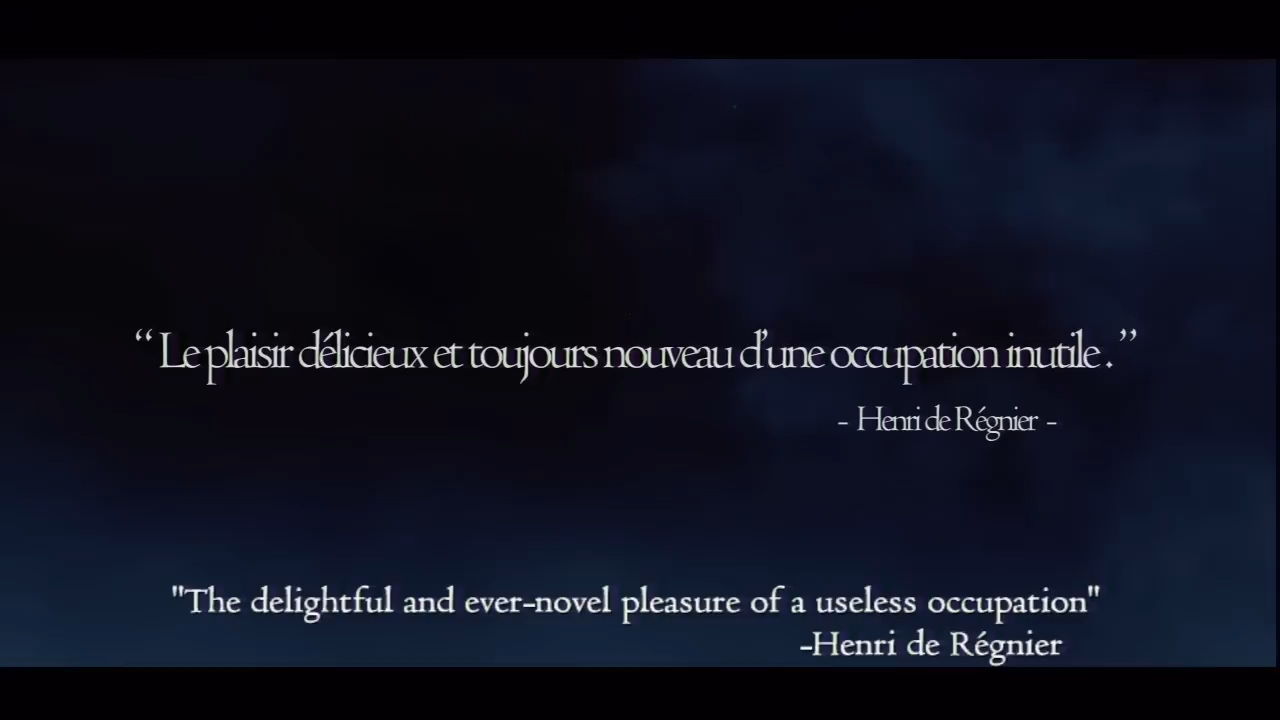 “Le plaisir délicieux et toujours nouveau d’une occupation inutile.”
- Henri de Régnier -
"The delightful and ever-novel pleasure of a useless occupation"
-Henri de Régnier